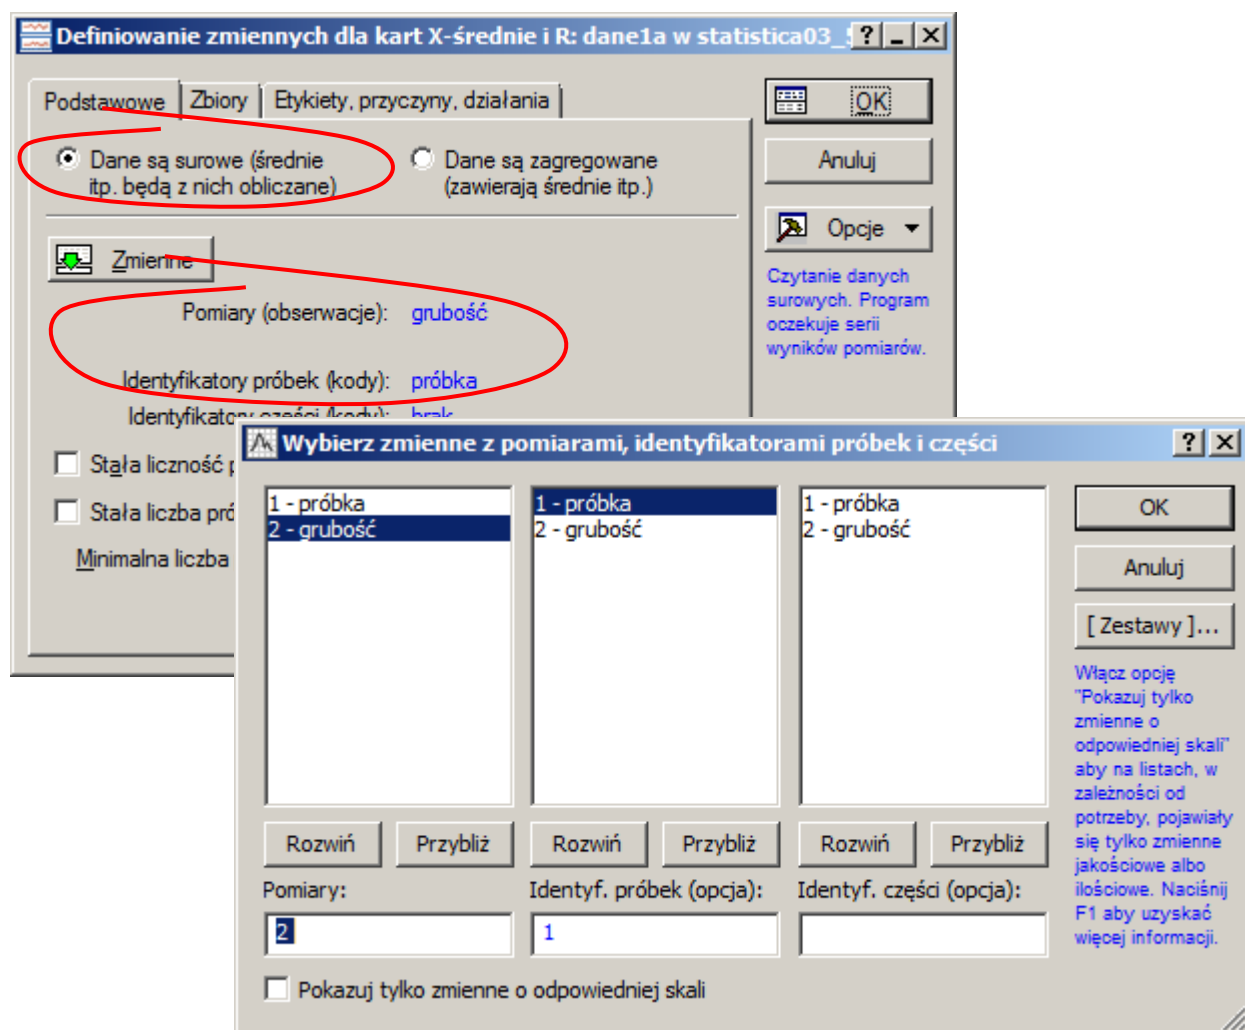 Definiowanie zmiennych dla kart X-średnie i R: dane1a w statistica03_
Podstawowe
Zbiory
Etykiety, przyczyny, działania
OK
Anuluj
Opcje
Czytanie danych
surowych. Program
oczekuje serii
wyników pomiarów.
Dane są surowe (średnie
itp. będą z nich obliczane)
Dane są zagregowane
(zawierają średnie itp.)
Zmienne
Pomiary (obserwacje): grubość
Identyfikatory próbek (kody): próbka
Identyfikatory części (kody): brak
Stała liczność
Stała liczba
Minimalna liczba
Wybierz zmienne z pomiarami, identyfikatorami próbek i części
1 - próbka
2 - grubość
1 - próbka
2 - grubość
1 - próbka
2 - grubość
OK
Anuluj
[ Zestawy ]...
Włącz opcję
"Pokazuj tylko
zmienne o
odpowiedniej skali"
aby na listach, w
zależności od
potrzeby, pojawiały
się tylko zmienne
jakościowe albo
ilościowe. Naciśnij
F1 aby uzyskać
więcej informacji.
Rozwiń Przybliż Rozwiń Przybliż Rozwiń Przybliż
Pomiary: Identyf. próbek (opcja): Identyf. części (opcja):
2 1
Pokazuj tylko zmienne o odpowiedniej skali